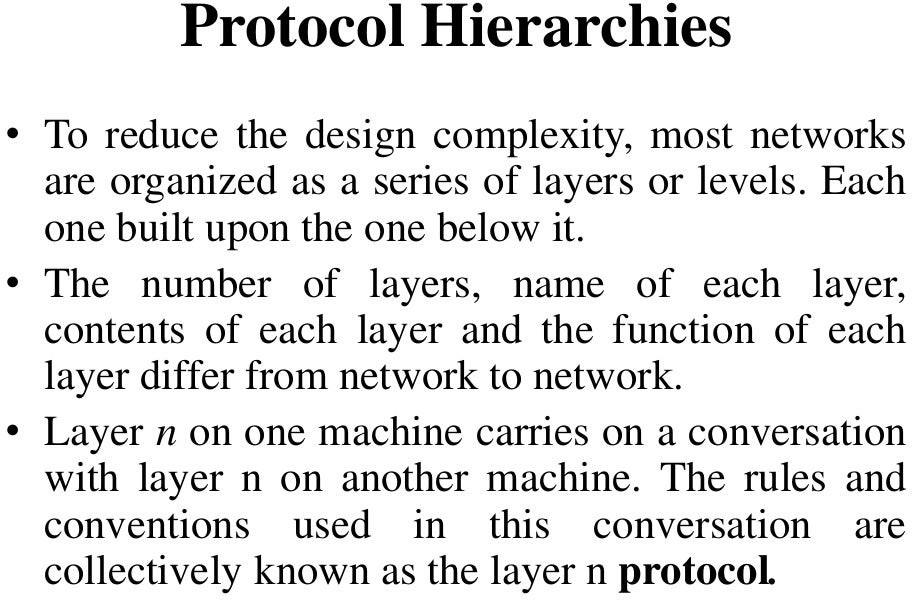 Protocol Hierarchies
• To reduce the design complexity, most networks
are organized as a series of layers or levels. Each
one built upon the one below it.
• The number of layers, name of each layer,
contents of each layer and the function of each
layer differ from network to network.
• Layer n on one machine carries on a conversation
with layer n on another machine. The rules and
conventions used in this conversation are
collectively known as the layer n protocol.